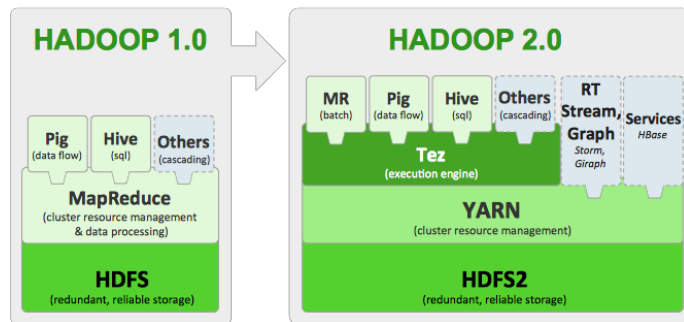 HADOOP 1.0
Pig
(data flow)
Hive
(sql)
Others
(cascading)
MapReduce
(cluster resource management
& data processing)
HDFS
(redundant, reliable storage)
HADOOP 2.0
MR
(batch)
Pig
(data flow)
Hive
(sql)
Others
(cascading)
RT
Stream,
Graph
Storm,
Giraph
Services
HBase
Tez
(execution engine)
YARN
(cluster resource management)
HDFS2
(redundant, reliable storage)